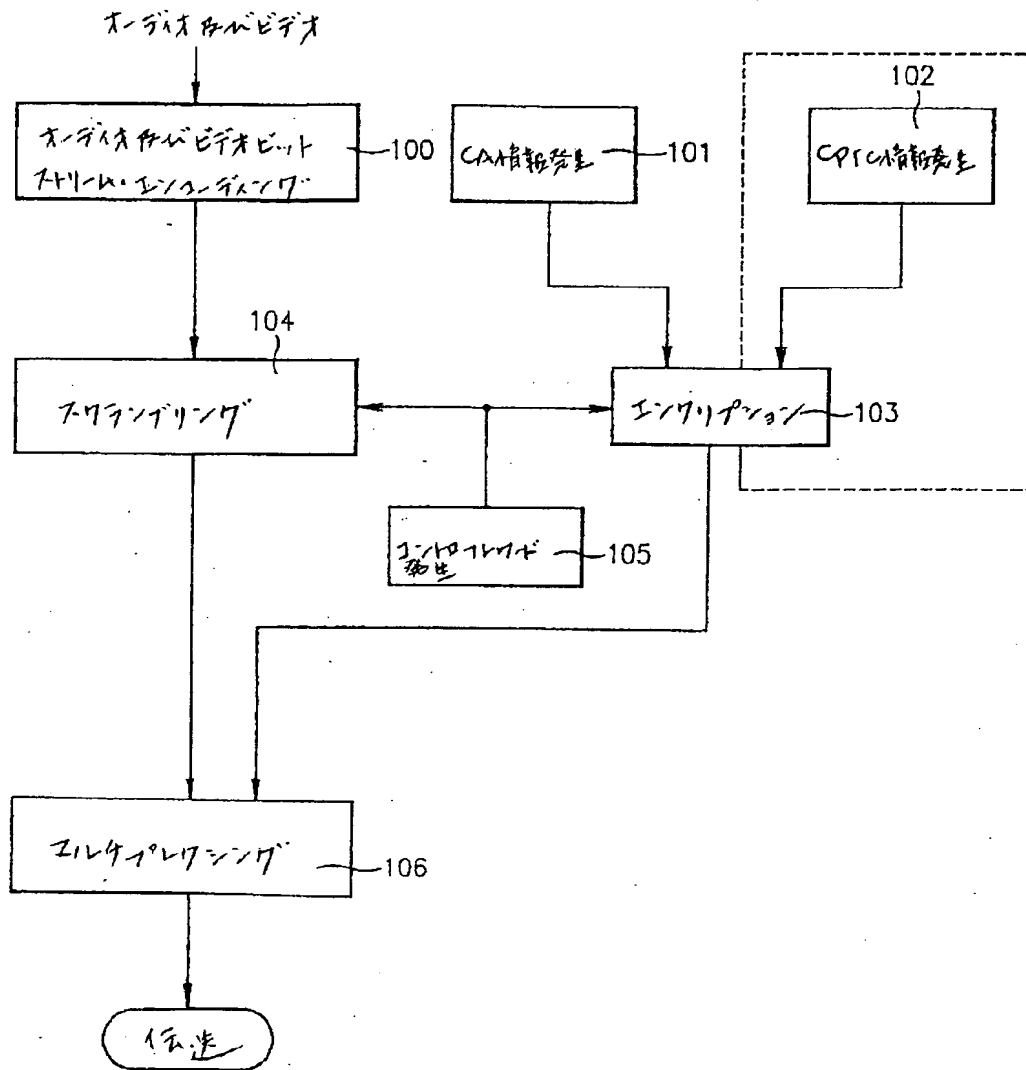 オーディオ及びビデオ
オーディオ及びビデオビット
ストリーム・エンコーディング
100
CA情報発生
101
102
CPTC情報発生
104
スクランブリング
エンクリプション
103
コントロールワード
発生
105
マルチプレクシング
106
伝送